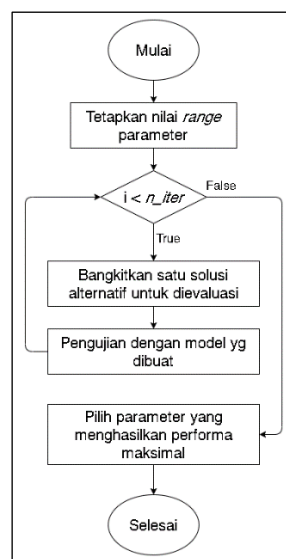 Mulai
Tetapkan nilai range
parameter
i < n_iter
False
True
Bangkitkan satu solusi
alternatif untuk dievaluasi
Pengujian dengan model yg
dibuat
Pilih parameter yang
menghasilkan performa
maksimal
Selesai